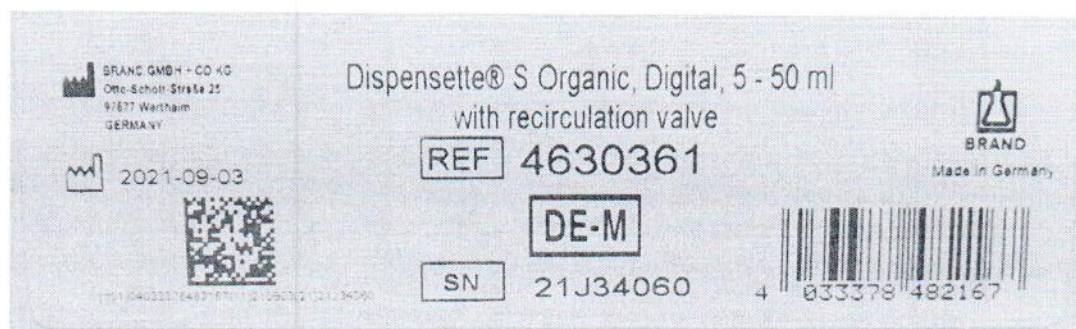 BRAND GMBH + CO KG
Otto-Schott-Straße 25
97877 Wertheim
GERMANY
2021-09-03
Dispensette® S Organic, Digital, 5 - 50 ml
with recirculation valve
REF 4630361
DE-M
SN 21J34060
BRAND
Made in Germany
4 033378 482167